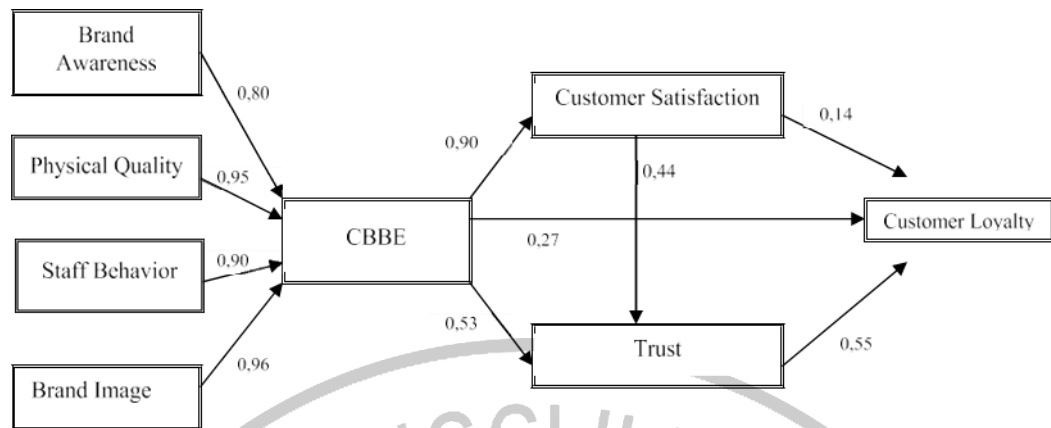 Brand
Awareness
0,80
Physical Quality
0,95
Staff Behavior
0,90
Brand Image
0,96
CBBE
0,90
Customer Satisfaction
0,14
0,44
0,27
Customer Loyalty
0,53
Trust
0,55